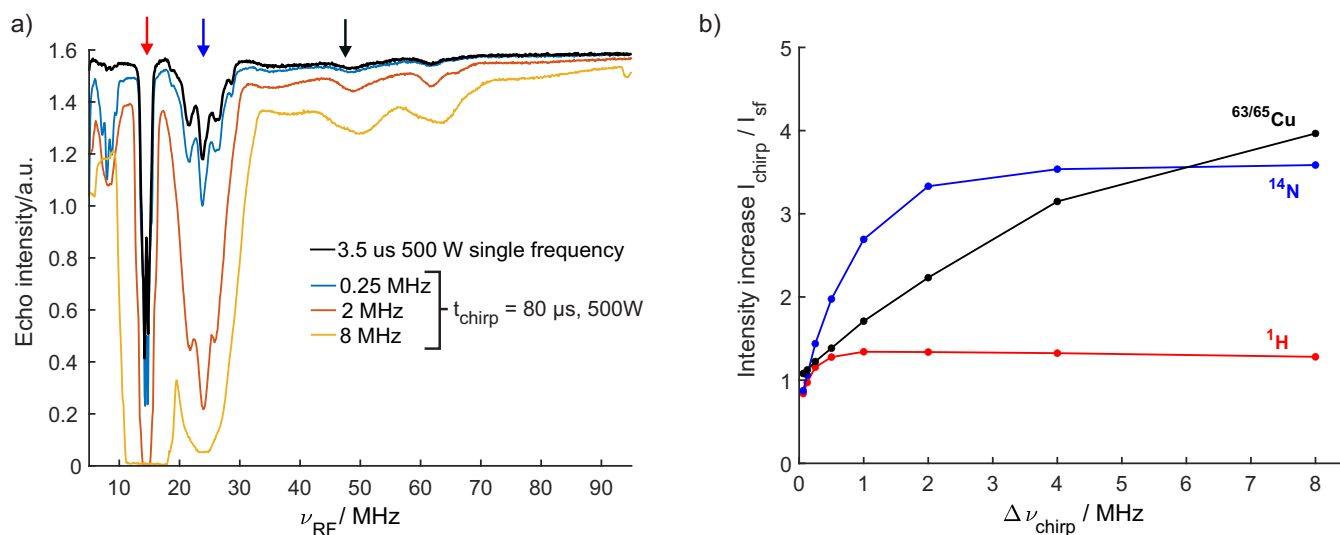 a)
Echo intensity/a.u.
1.6
1.4
1.2
1.0
0.8
0.6
0.4
0.2
0
3.5 us 500 W single frequency
0.25 MHz
2 MHz
8 MHz
t_chirp = 80 µs, 500W
10 20 30 40 50 60 70 80 90
ν_RF / MHz
b)
Intensity increase I_chirp / I_sf
5
4
3
2
1
0
63/65Cu
14N
1H
0 1 2 3 4 5 6 7 8
Δν_chirp / MHz